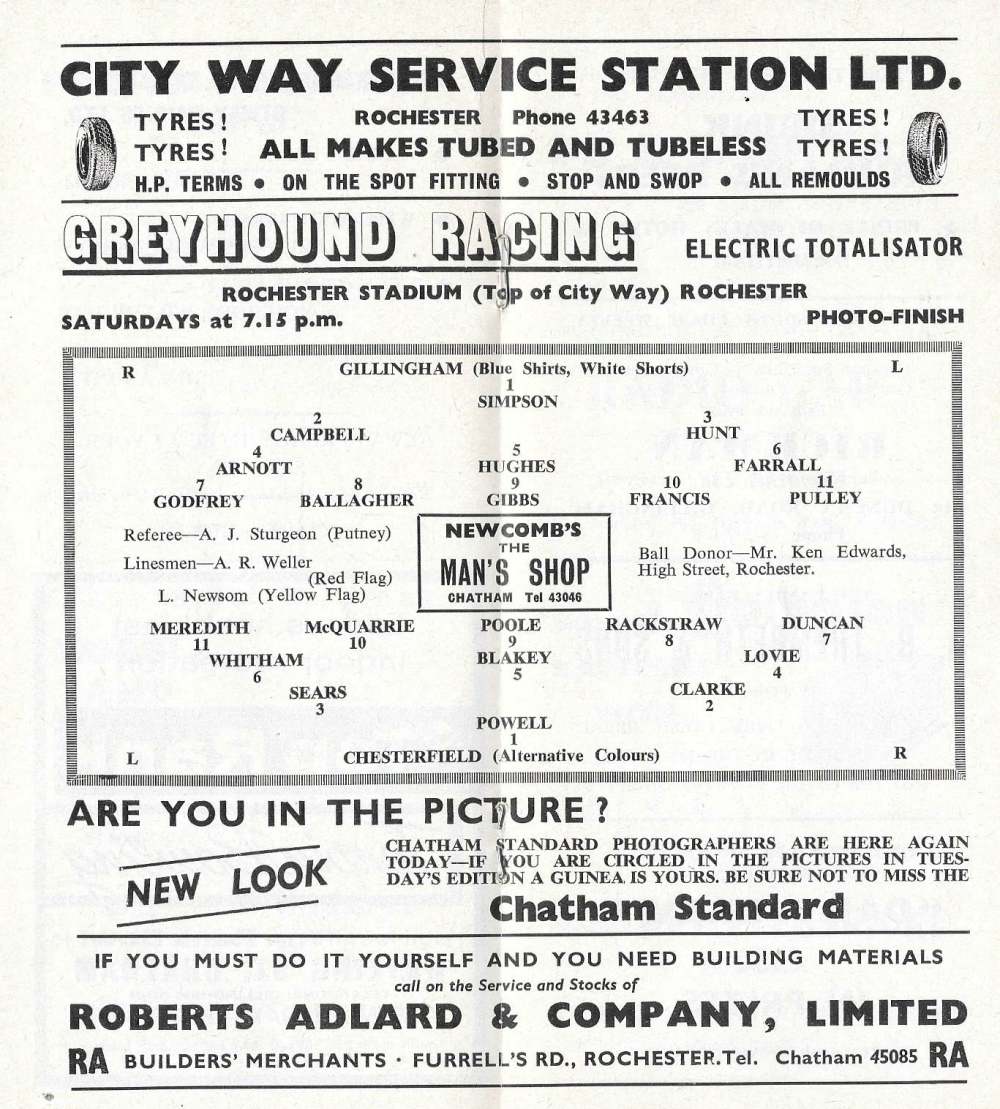 CITY WAY SERVICE STATION LTD.
TYRES! ROCHESTER Phone 43463 TYRES!
TYRES! ALL MAKES TUBED AND TUBELESS TYRES!
H.P. TERMS • ON THE SPOT FITTING • STOP AND SWOP • ALL REMOULDS
GREYHOUND RACING ELECTRIC TOTALISATOR
ROCHESTER STADIUM (Top of City Way) ROCHESTER
SATURDAYS at 7.15 p.m. PHOTO-FINISH
R GILLINGHAM (Blue Shirts, White Shorts) L
1
SIMPSON
2 3
CAMPBELL HUNT
4 5 6
ARNOTT HUGHES FARRALL
7 8 9 10 11
GODFREY BALLAGHER GIBBS FRANCIS PULLEY
Referee—A. J. Sturgeon (Putney)
Linesmen—A. R. Weller
(Red Flag)
L. Newsom (Yellow Flag)
NEWCOMB'S
THE
MAN'S SHOP
CHATHAM Tel 43046
Ball Donor—Mr. Ken Edwards,
High Street, Rochester.
MEREDITH McQUARRIE POOLE RACKSTRAW DUNCAN
11 10 9 8 7
WHITHAM BLAKEY LOVIE
6 5 4
SEARS CLARKE
3 2
POWELL
1
L CHESTERFIELD (Alternative Colours) R
ARE YOU IN THE PICTURE?
NEW LOOK
CHATHAM STANDARD PHOTOGRAPHERS ARE HERE AGAIN
TODAY—IF YOU ARE CIRCLED IN THE PICTURES IN TUES-
DAY'S EDITION A GUINEA IS YOURS. BE SURE NOT TO MISS THE
Chatham Standard
IF YOU MUST DO IT YOURSELF AND YOU NEED BUILDING MATERIALS
call on the Service and Stocks of
ROBERTS ADLARD & COMPANY, LIMITED
RA BUILDERS' MERCHANTS · FURRELL'S RD., ROCHESTER. Tel. Chatham 45085 RA